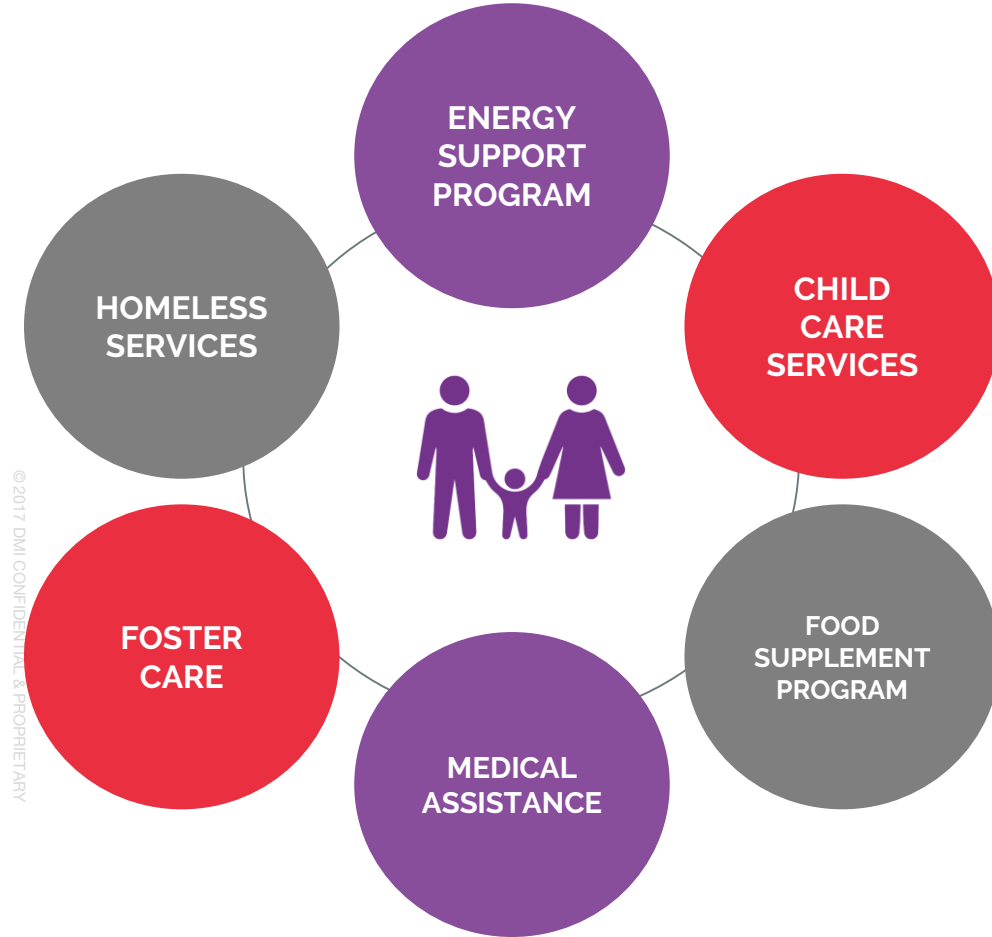 ENERGY
SUPPORT
PROGRAM
CHILD
CARE
SERVICES
FOOD
SUPPLEMENT
PROGRAM
MEDICAL
ASSISTANCE
FOSTER
CARE
HOMELESS
SERVICES
© 2017 DMI CONFIDENTIAL & PROPRIETARY